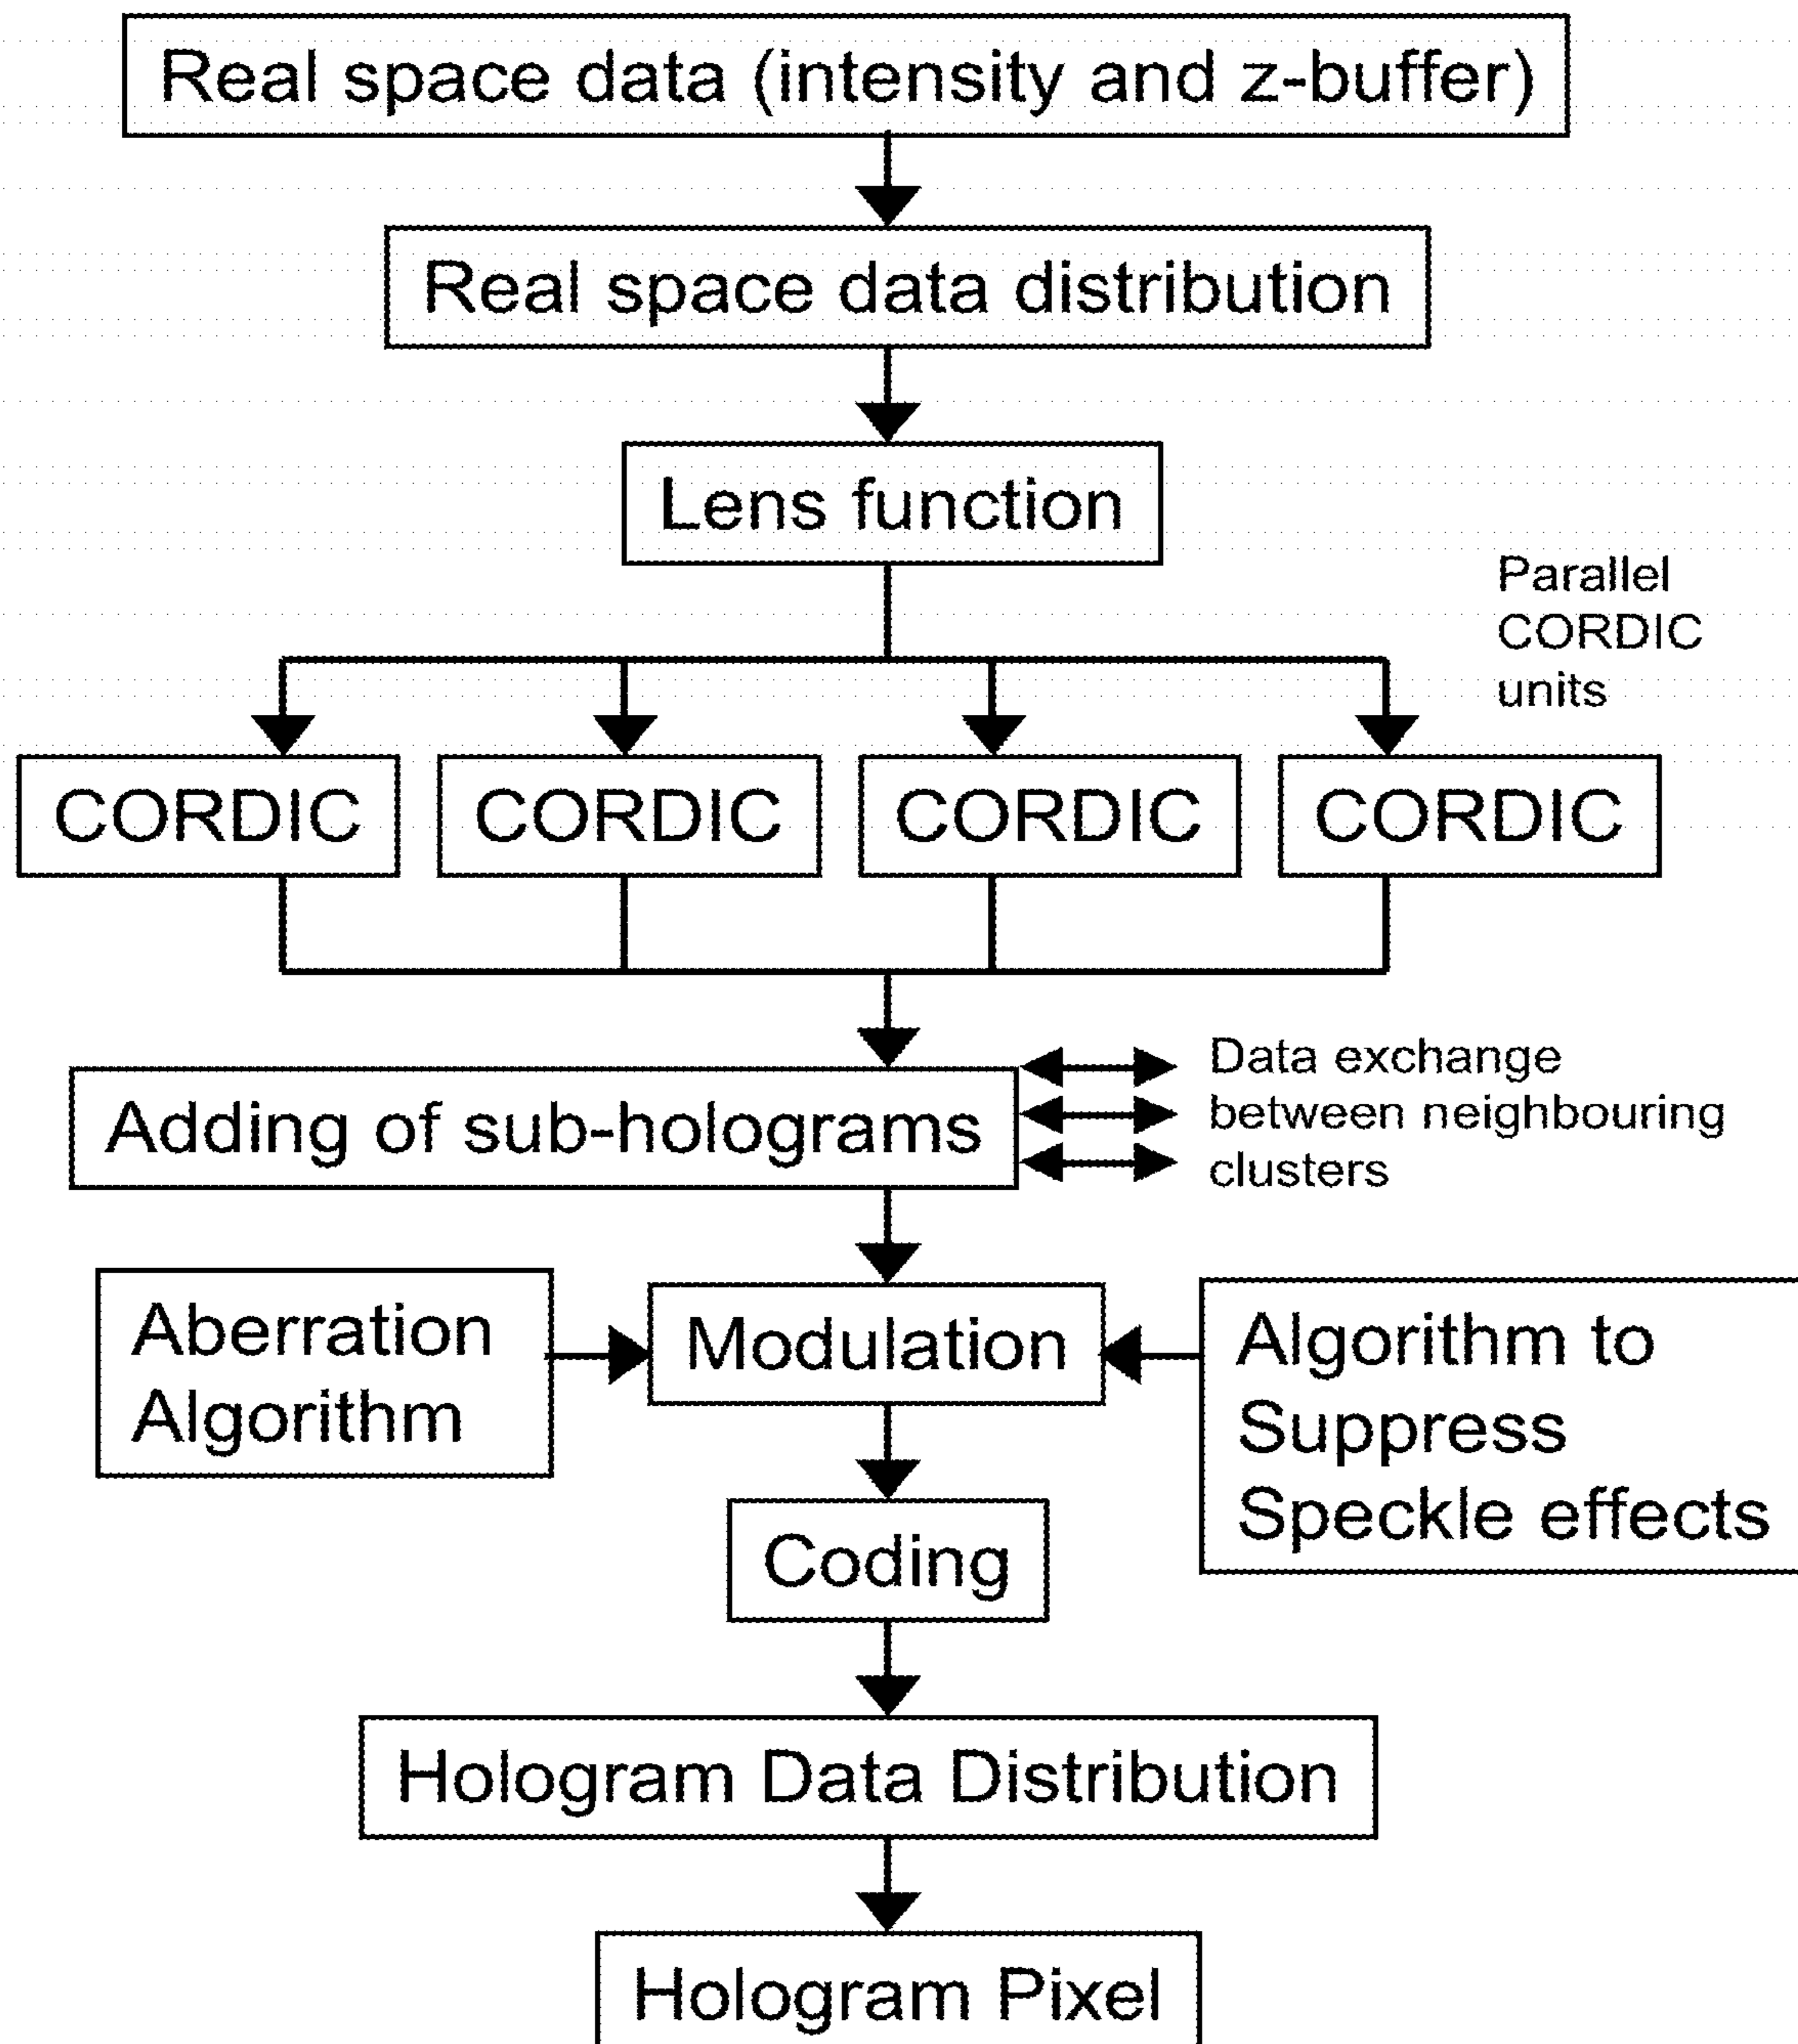 Real space data (intensity and z-buffer)
Real space data distribution
Lens function
Parallel
CORDIC
units
CORDIC
CORDIC
CORDIC
CORDIC
Adding of sub-holograms
Data exchange
between neighbouring
clusters
Aberration
Algorithm
Modulation
Algorithm to
Suppress
Speckle effects
Coding
Hologram Data Distribution
Hologram Pixel